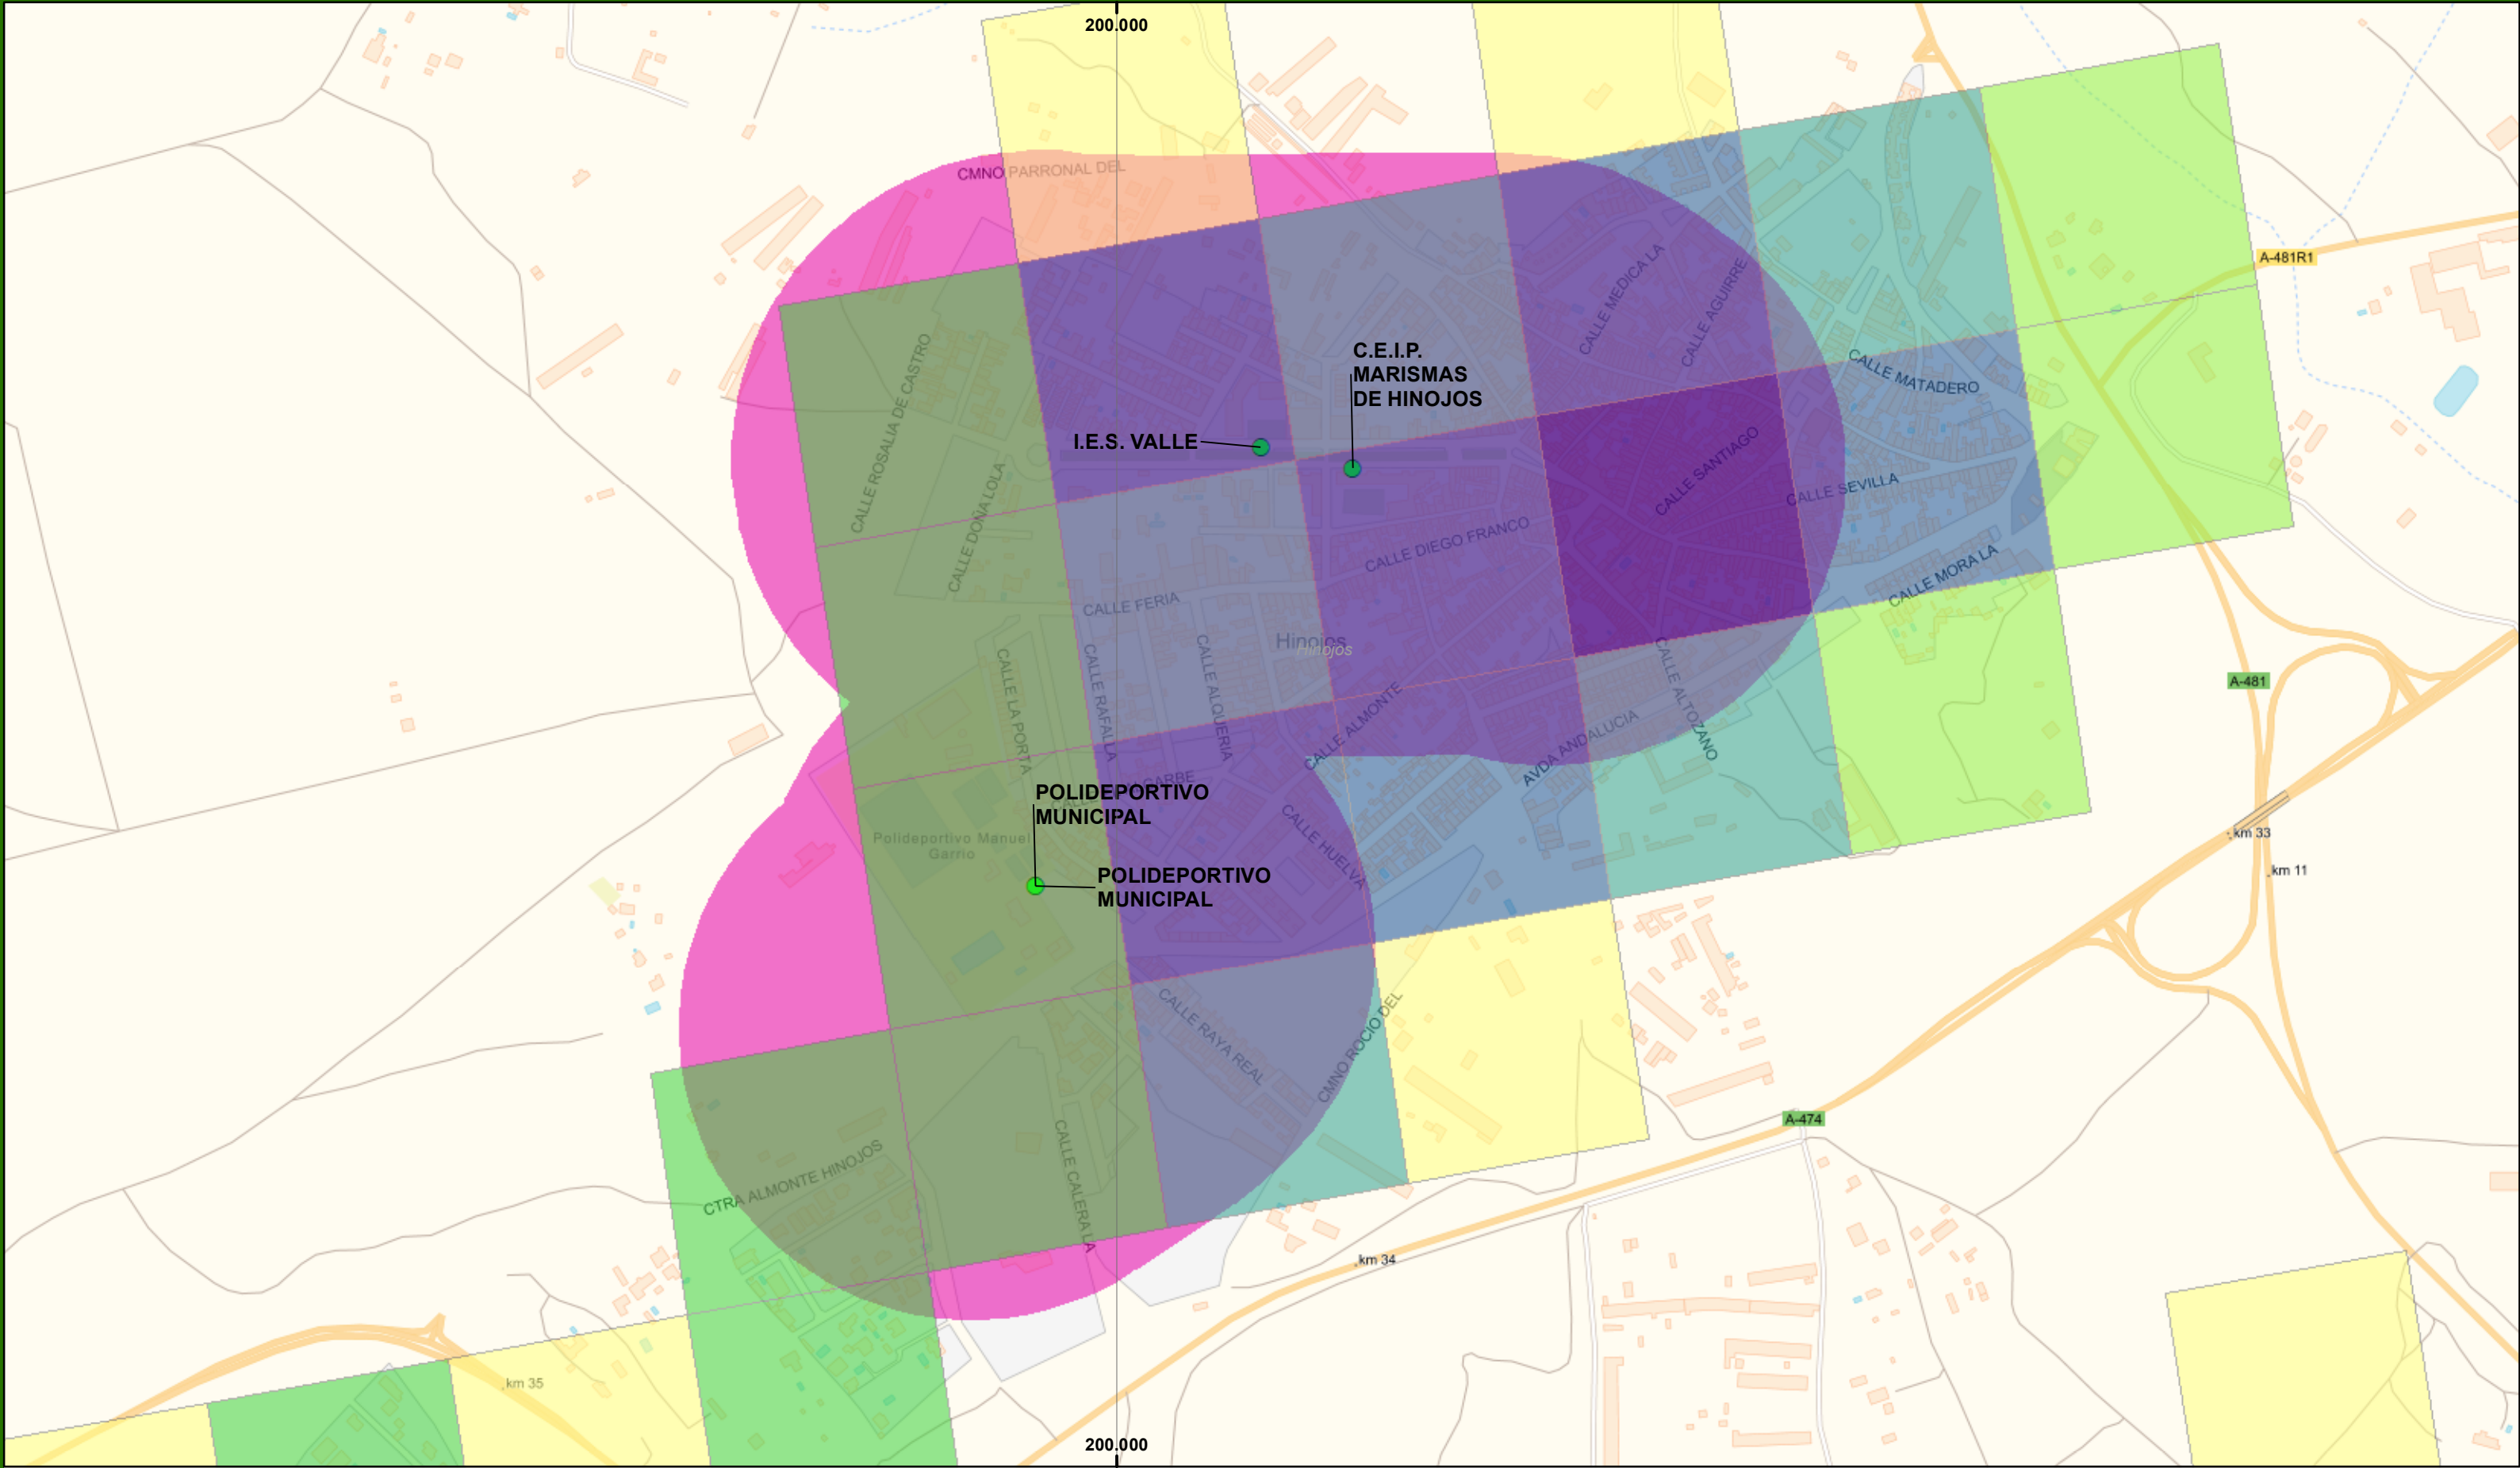 200.000
CMNO PARRONAL DEL
A-481R1
CALLE MEDICA LA
CALLE AGUIRRE
C.E.I.P.
MARISMAS
DE HINOJOS
CALLE MATADERO
CALLE ROSALIA DE CASTRO
I.E.S. VALLE
CALLE SANTIAGO
CALLE DOÑA LOLA
CALLE SEVILLA
CALLE DIEGO FRANCO
CALLE MORA LA
CALLE FERIA
Hinojos
Hinojos
CALLE LA PORTA
CALLE RAFALLA
CALLE ALQUERIA
CALLE ALTOZANO
A-481
CALLE ALMONTE
AVDA ANDALUCIA
GARBE
POLIDEPORTIVO
MUNICIPAL
Polideportivo Manuel
Garrio
CALLE HUELVA
km 33
km 11
POLIDEPORTIVO
MUNICIPAL
CALLE RAYA REAL
CMNO ROCIO DEL
A-474
CTRA ALMONTE HINOJOS
CALLE CALERA LA
km 34
km 35
200.000